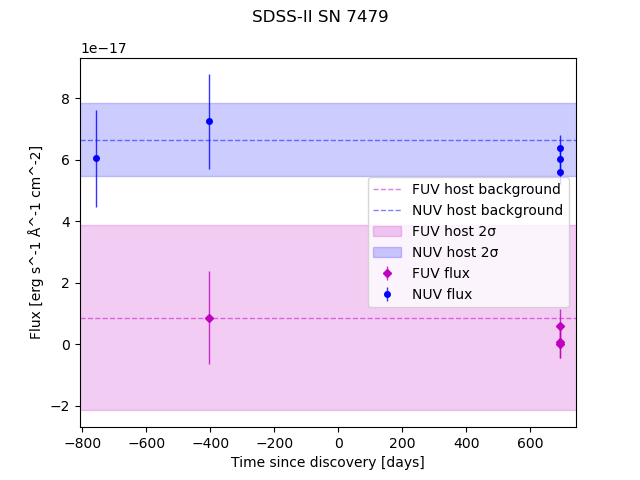 SDSS-II SN 7479
1e−17
Flux [erg s^-1 Å^-1 cm^-2]
8
6
4
2
0
−2
FUV host background
NUV host background
FUV host 2σ
NUV host 2σ
FUV flux
NUV flux
−800 −600 −400 −200 0 200 400 600
Time since discovery [days]